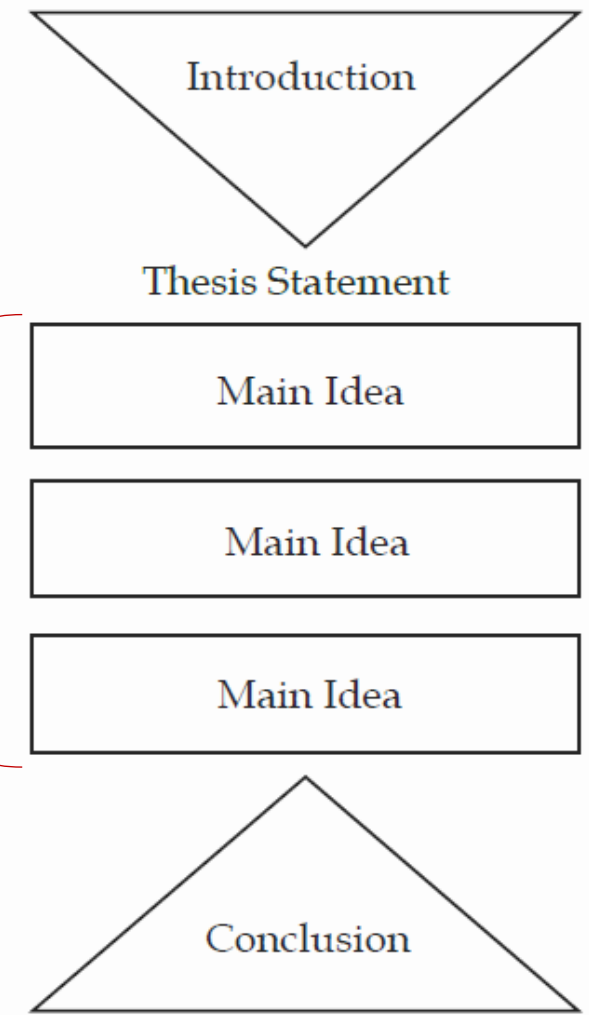 Introduction
Thesis Statement
Main Idea
Main Idea
Main Idea
Conclusion